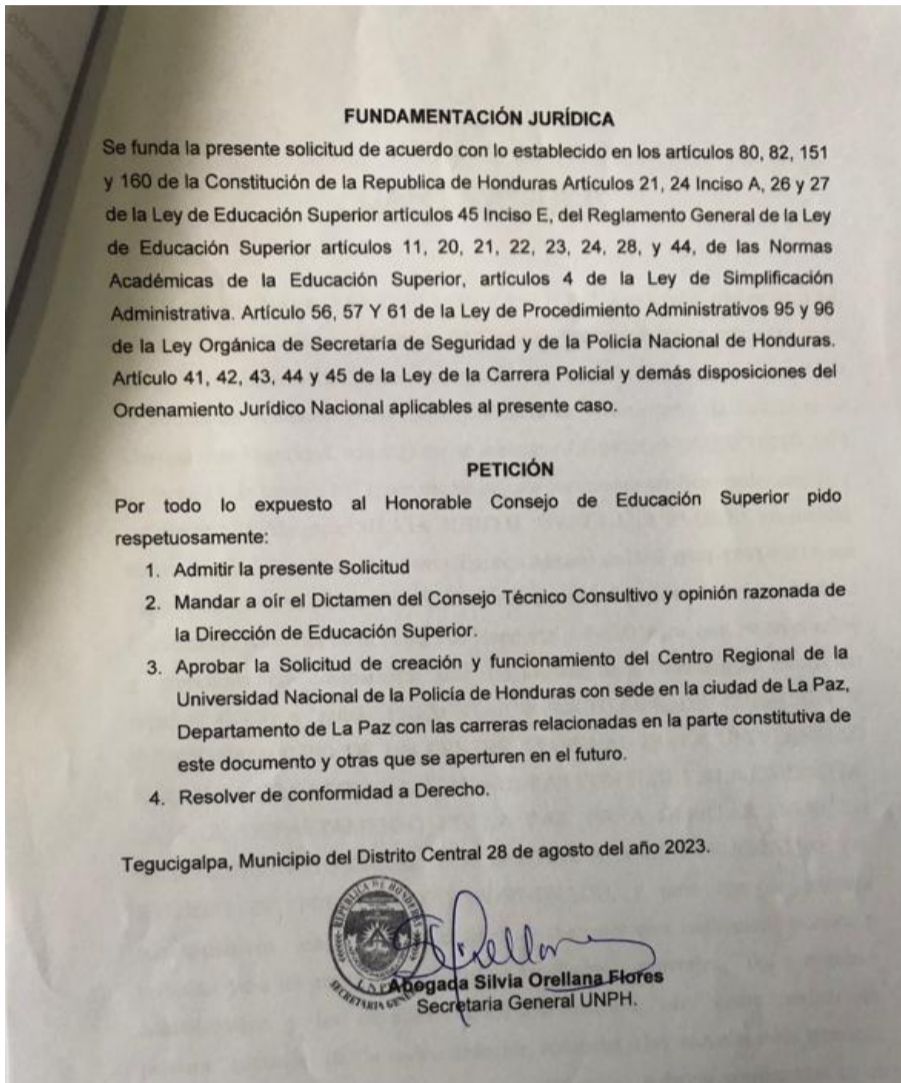 FUNDAMENTACIÓN JURÍDICA
Se funda la presente solicitud de acuerdo con lo establecido en los artículos 80, 82, 151
y 160 de la Constitución de la Republica de Honduras Artículos 21, 24 Inciso A, 26 y 27
de la Ley de Educación Superior artículos 45 Inciso E, del Reglamento General de la Ley
de Educación Superior artículos 11, 20, 21, 22, 23, 24, 28, y 44, de las Normas
Académicas de la Educación Superior, artículos 4 de la Ley de Simplificación
Administrativa. Artículo 56, 57 Y 61 de la Ley de Procedimiento Administrativos 95 y 96
de la Ley Orgánica de Secretaría de Seguridad y de la Policía Nacional de Honduras.
Artículo 41, 42, 43, 44 y 45 de la Ley de la Carrera Policial y demás disposiciones del
Ordenamiento Jurídico Nacional aplicables al presente caso.
PETICIÓN
Por todo lo expuesto al Honorable Consejo de Educación Superior pido
respetuosamente:
1. Admitir la presente Solicitud
2. Mandar a oír el Dictamen del Consejo Técnico Consultivo y opinión razonada de
la Dirección de Educación Superior.
3. Aprobar la Solicitud de creación y funcionamiento del Centro Regional de la
Universidad Nacional de la Policía de Honduras con sede en la ciudad de La Paz,
Departamento de La Paz con las carreras relacionadas en la parte constitutiva de
este documento y otras que se aperturen en el futuro.
4. Resolver de conformidad a Derecho.
Tegucigalpa, Municipio del Distrito Central 28 de agosto del año 2023.
REPUBLICA DE HONDURAS
SECRETARIA GENERAL
Abogada Silvia Orellana Flores
Secretaria General UNPH.